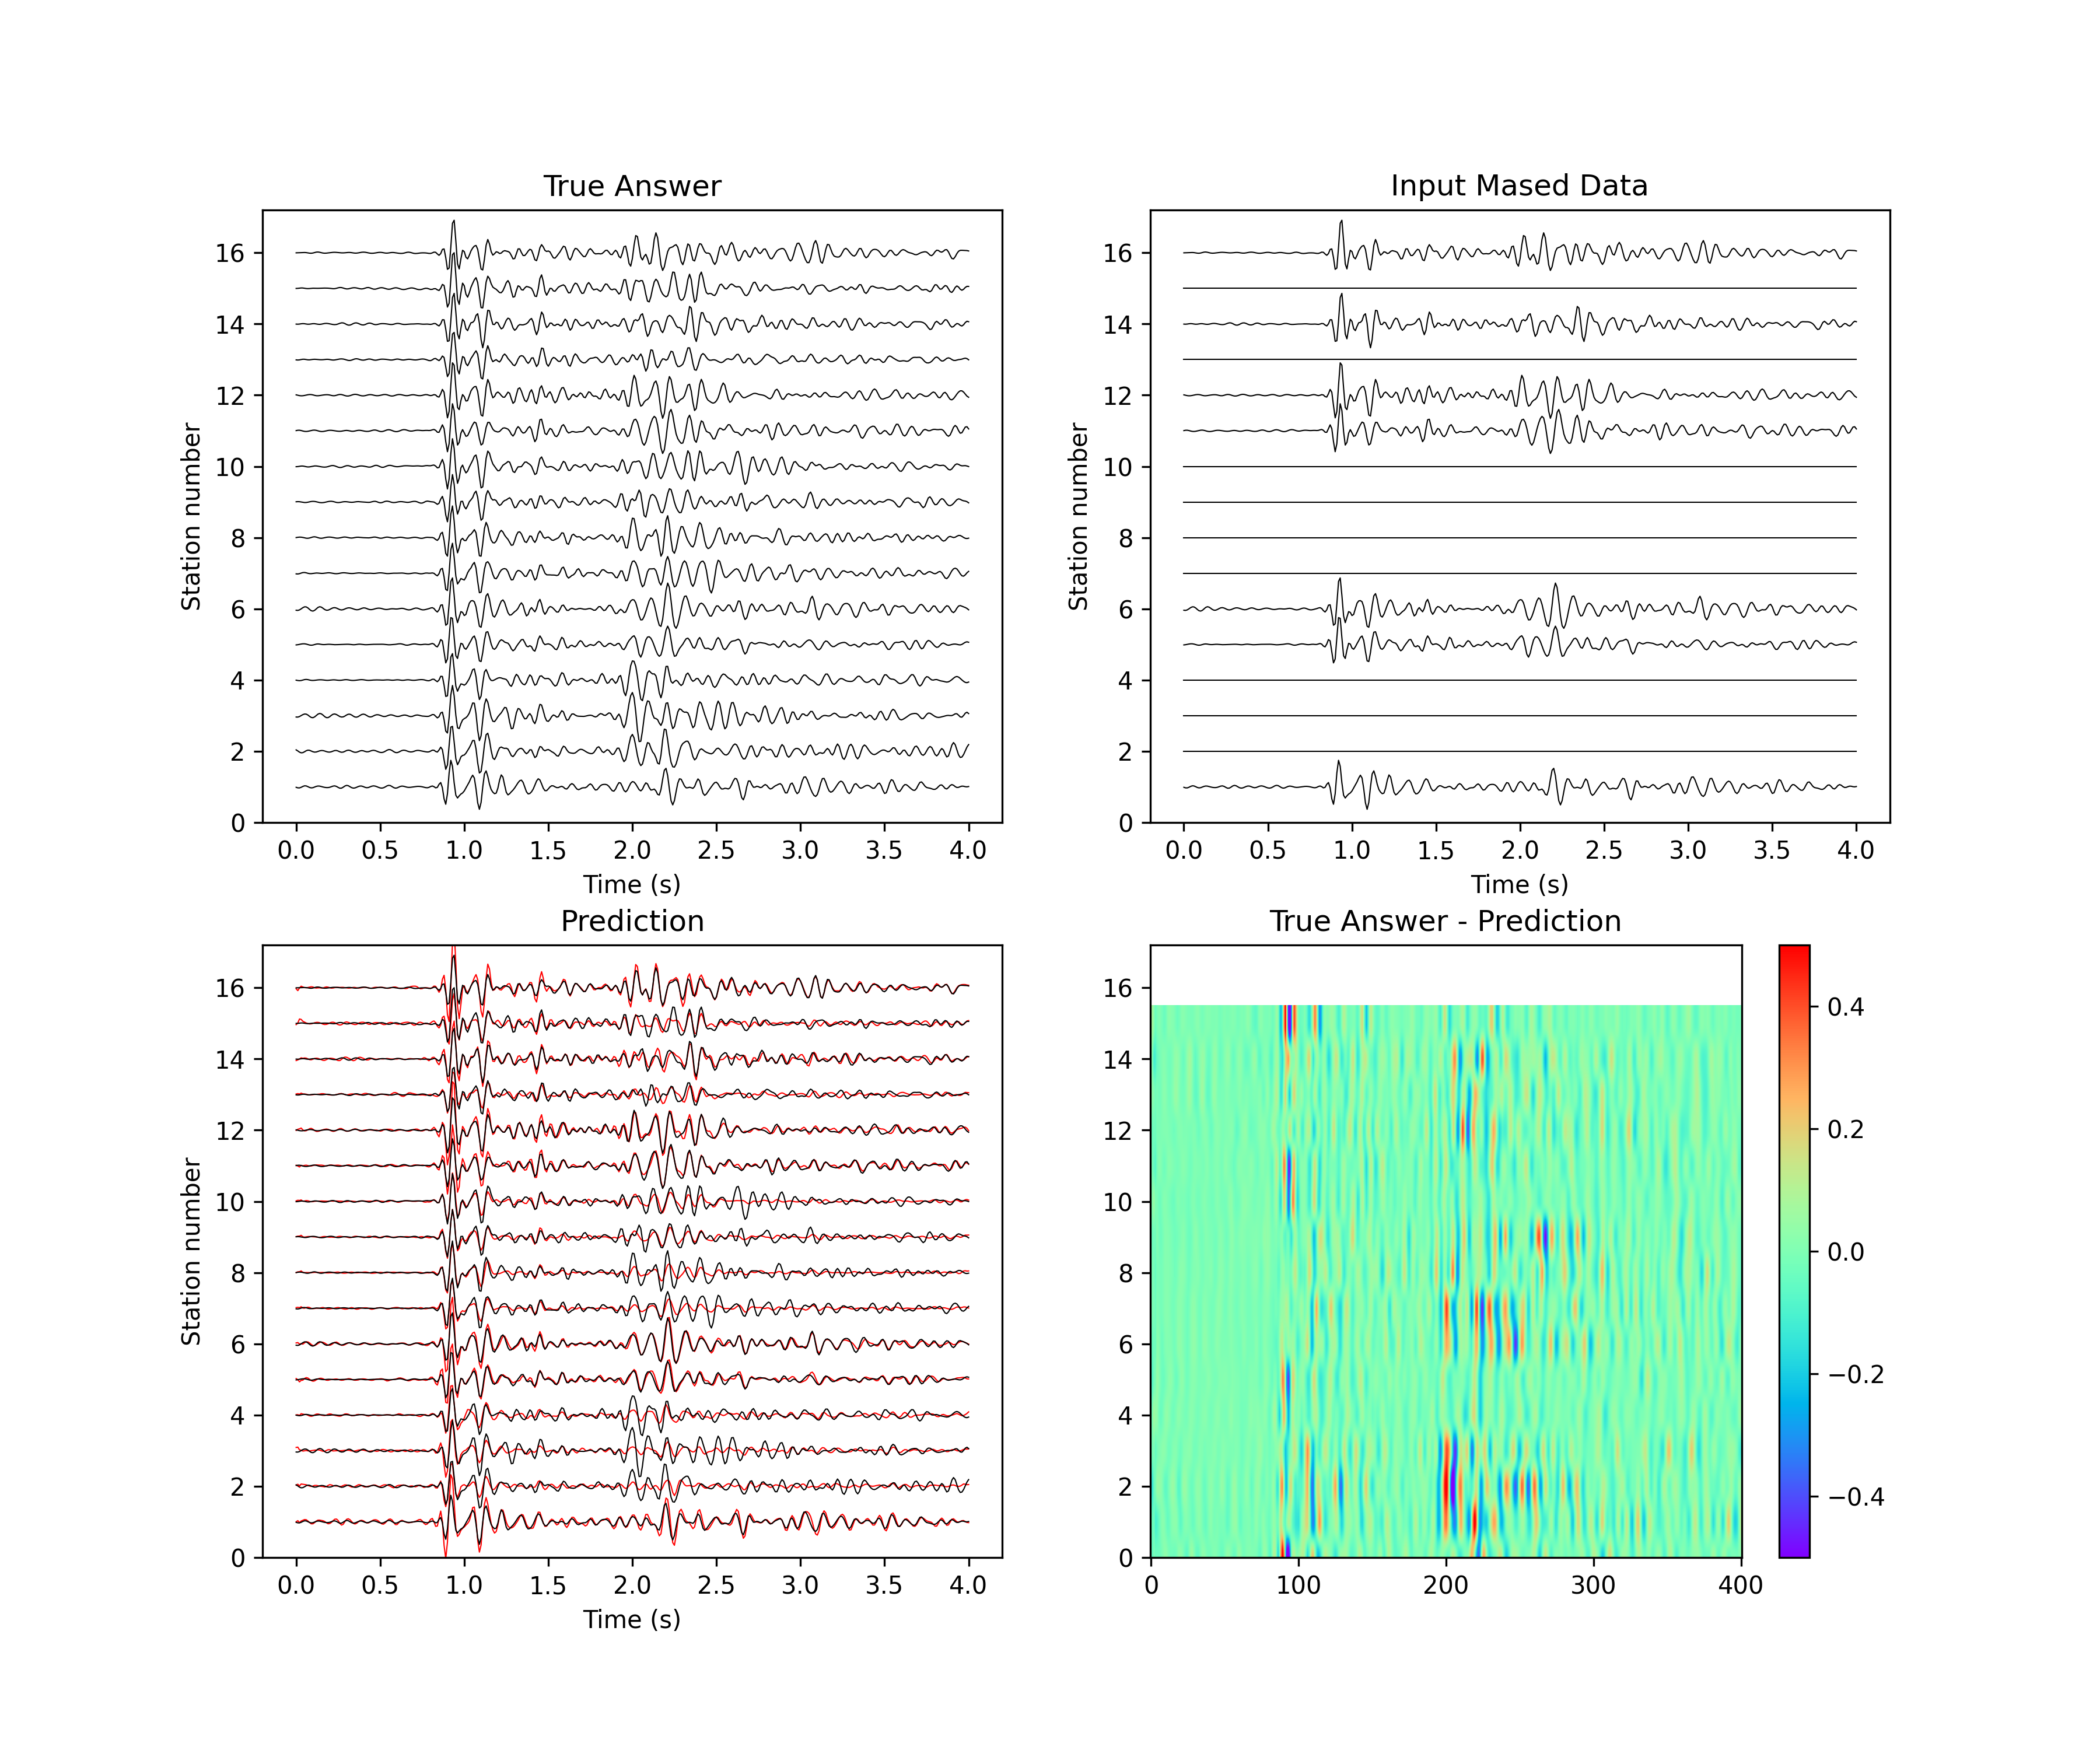 True Answer
Input Mased Data
16
14
12
10
8
6
4
2
0
Station number
0.0 0.5 1.0 1.5 2.0 2.5 3.0 3.5 4.0
Time (s)
16
14
12
10
8
6
4
2
0
Station number
0.0 0.5 1.0 1.5 2.0 2.5 3.0 3.5 4.0
Time (s)
Prediction
True Answer - Prediction
16
14
12
10
8
6
4
2
0
Station number
0.0 0.5 1.0 1.5 2.0 2.5 3.0 3.5 4.0
Time (s)
16
14
12
10
8
6
4
2
0
0 100 200 300 400
0.4
0.2
0.0
−0.2
−0.4